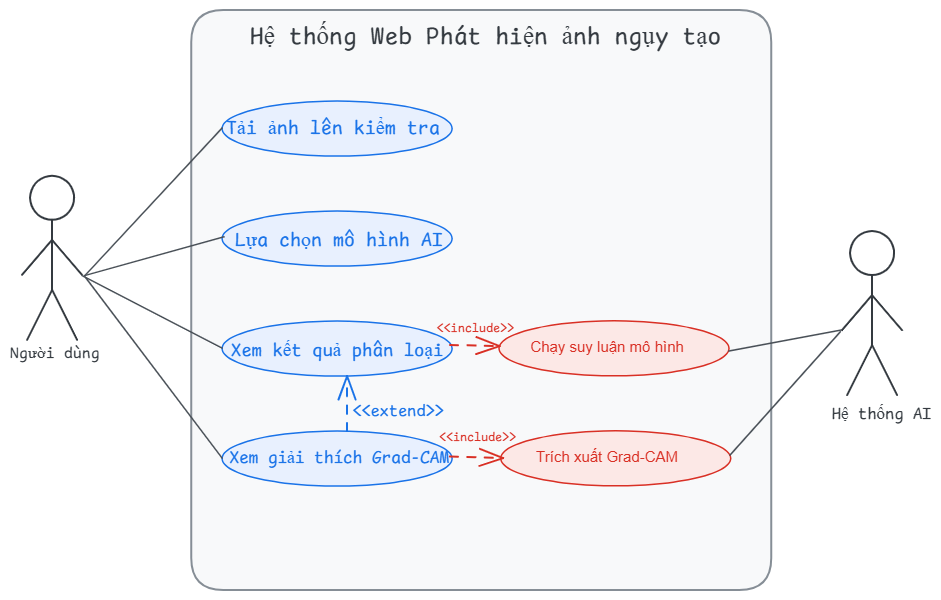 Hệ thống Web Phát hiện ảnh ngụy tạo
Tải ảnh lên kiểm tra
Lựa chọn mô hình AI
<<include>>
Xem kết quả phân loại
Chạy suy luận mô hình
Người dùng
<<extend>>
Hệ thống AI
<<include>>
Xem giải thích Grad-CAM
Trích xuất Grad-CAM